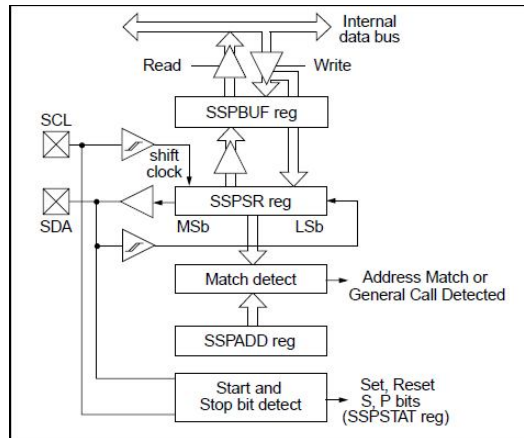 Internal
data bus
Read
Write
SSPBUF reg
SCL
shift
clock
SSPSR reg
SDA
MSb
LSb
Match detect
Address Match or
General Call Detected
SSPADD reg
Start and
Stop bit detect
Set, Reset
S, P bits
(SSPSTAT reg)